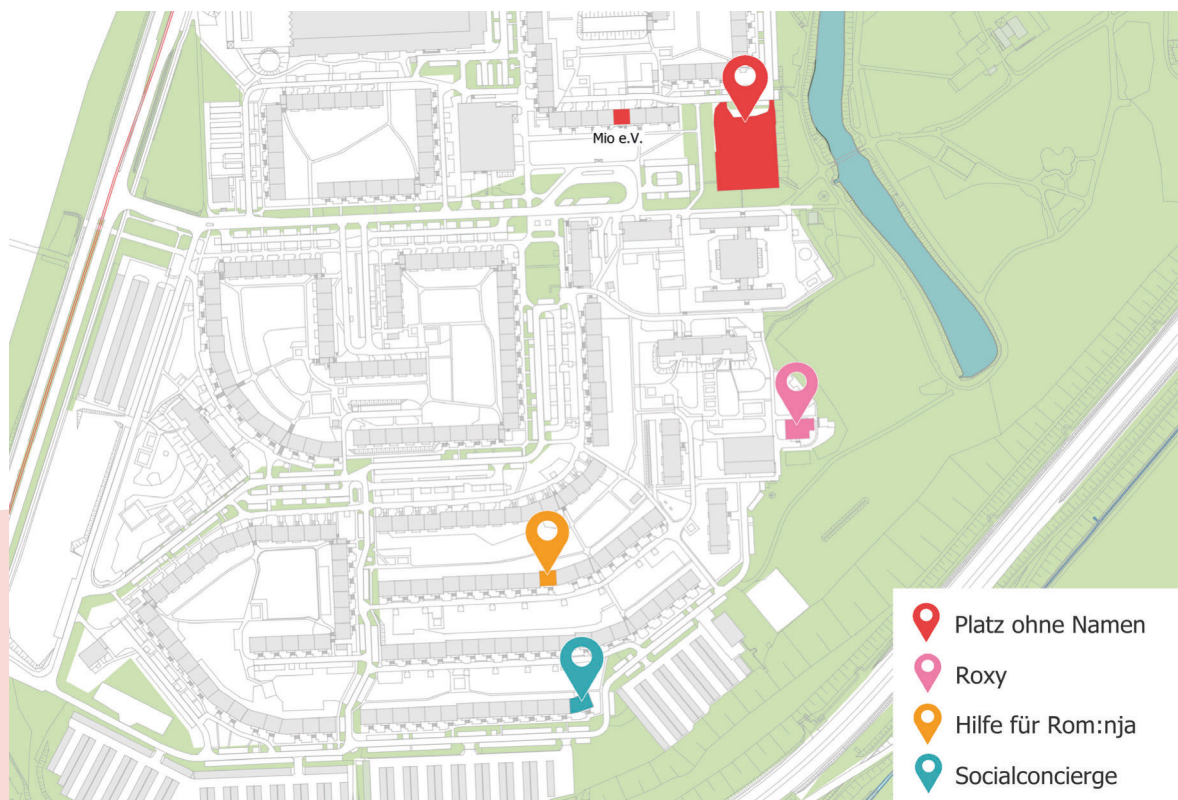 Mio e.V.
Platz ohne Namen
Roxy
Hilfe für Rom:nja
Socialconcierge